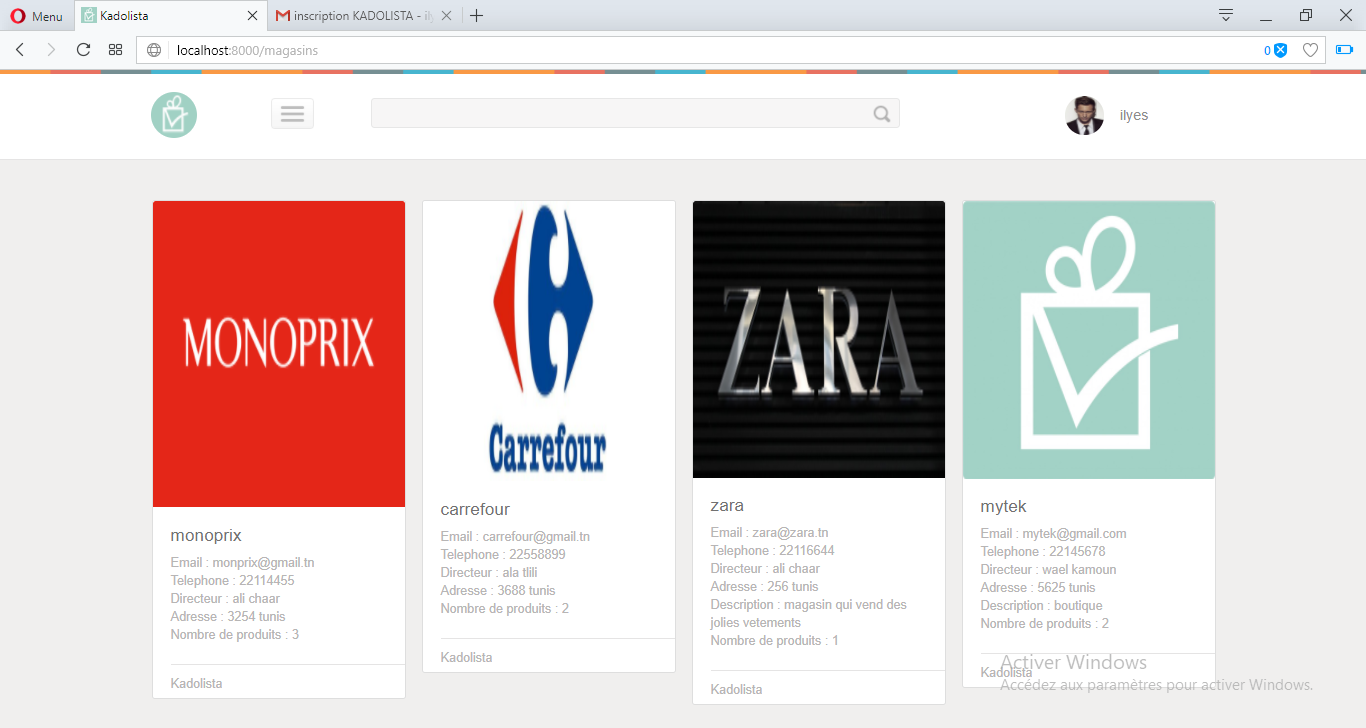 Menu
Kadolista
inscription KADOLISTA - ily
localhost:8000/magasins
0
ilyes
MONOPRIX
monoprix
Email : monprix@gmail.tn
Telephone : 22114455
Directeur : ali chaar
Adresse : 3254 tunis
Nombre de produits : 3
Kadolista
Carrefour
carrefour
Email : carrefour@gmail.tn
Telephone : 22558899
Directeur : ala tlili
Adresse : 3688 tunis
Nombre de produits : 2
Kadolista
ZARA
zara
Email : zara@zara.tn
Telephone : 22116644
Directeur : ali chaar
Adresse : 256 tunis
Description : magasin qui vend des
jolies vetements
Nombre de produits : 1
Kadolista
mytek
Email : mytek@gmail.com
Telephone : 22145678
Directeur : wael kamoun
Adresse : 5625 tunis
Description : boutique
Nombre de produits : 2
Kadolista
Activer Windows
Accédez aux paramètres pour activer Windows.